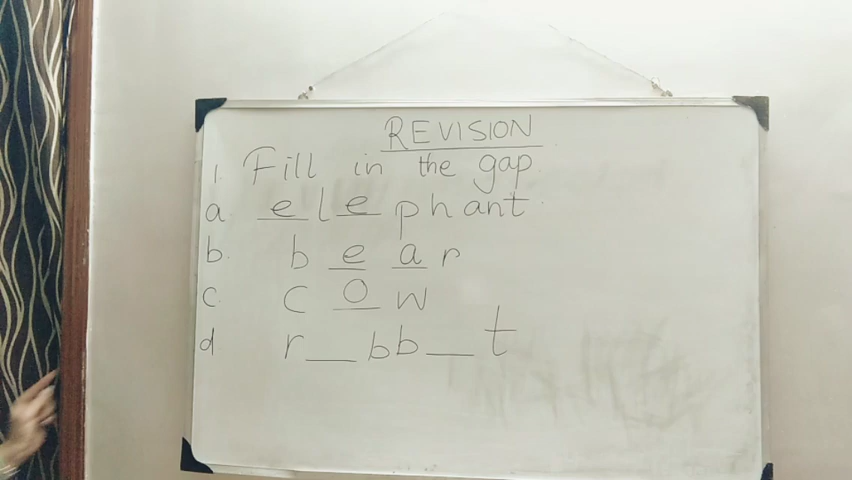 REVISION
1. Fill in the gap.
a. elephant.
b. bear
c. cow
d r__bb__t